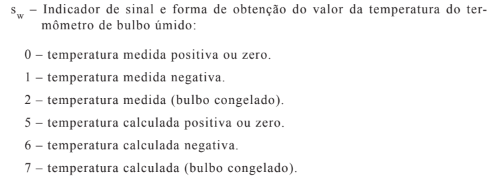 s_w – Indicador de sinal e forma de obtenção do valor da temperatura do ter-
mômetro de bulbo úmido:
0 – temperatura medida positiva ou zero.
1 – temperatura medida negativa.
2 – temperatura medida (bulbo congelado).
5 – temperatura calculada positiva ou zero.
6 – temperatura calculada negativa.
7 – temperatura calculada (bulbo congelado).